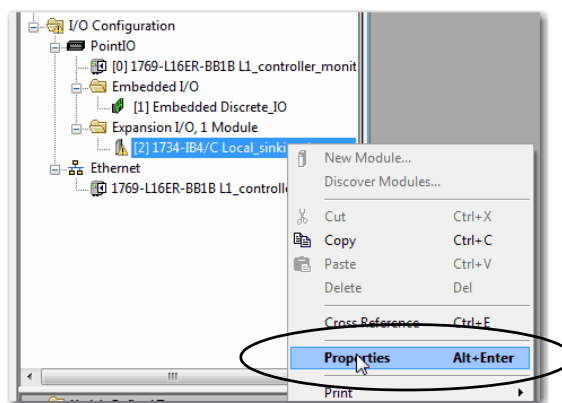 I/O Configuration
PointIO
[0] 1769-L16ER-BB1B L1_controller_monit
Embedded I/O
[1] Embedded Discrete_IO
Expansion I/O, 1 Module
[2] 1734-IB4/C Local_sinki
Ethernet
1769-L16ER-BB1B L1_controlle
New Module...
Discover Modules...
Cut Ctrl+X
Copy Ctrl+C
Paste Ctrl+V
Delete Del
Cross Reference Ctrl+E
Properties Alt+Enter
Print